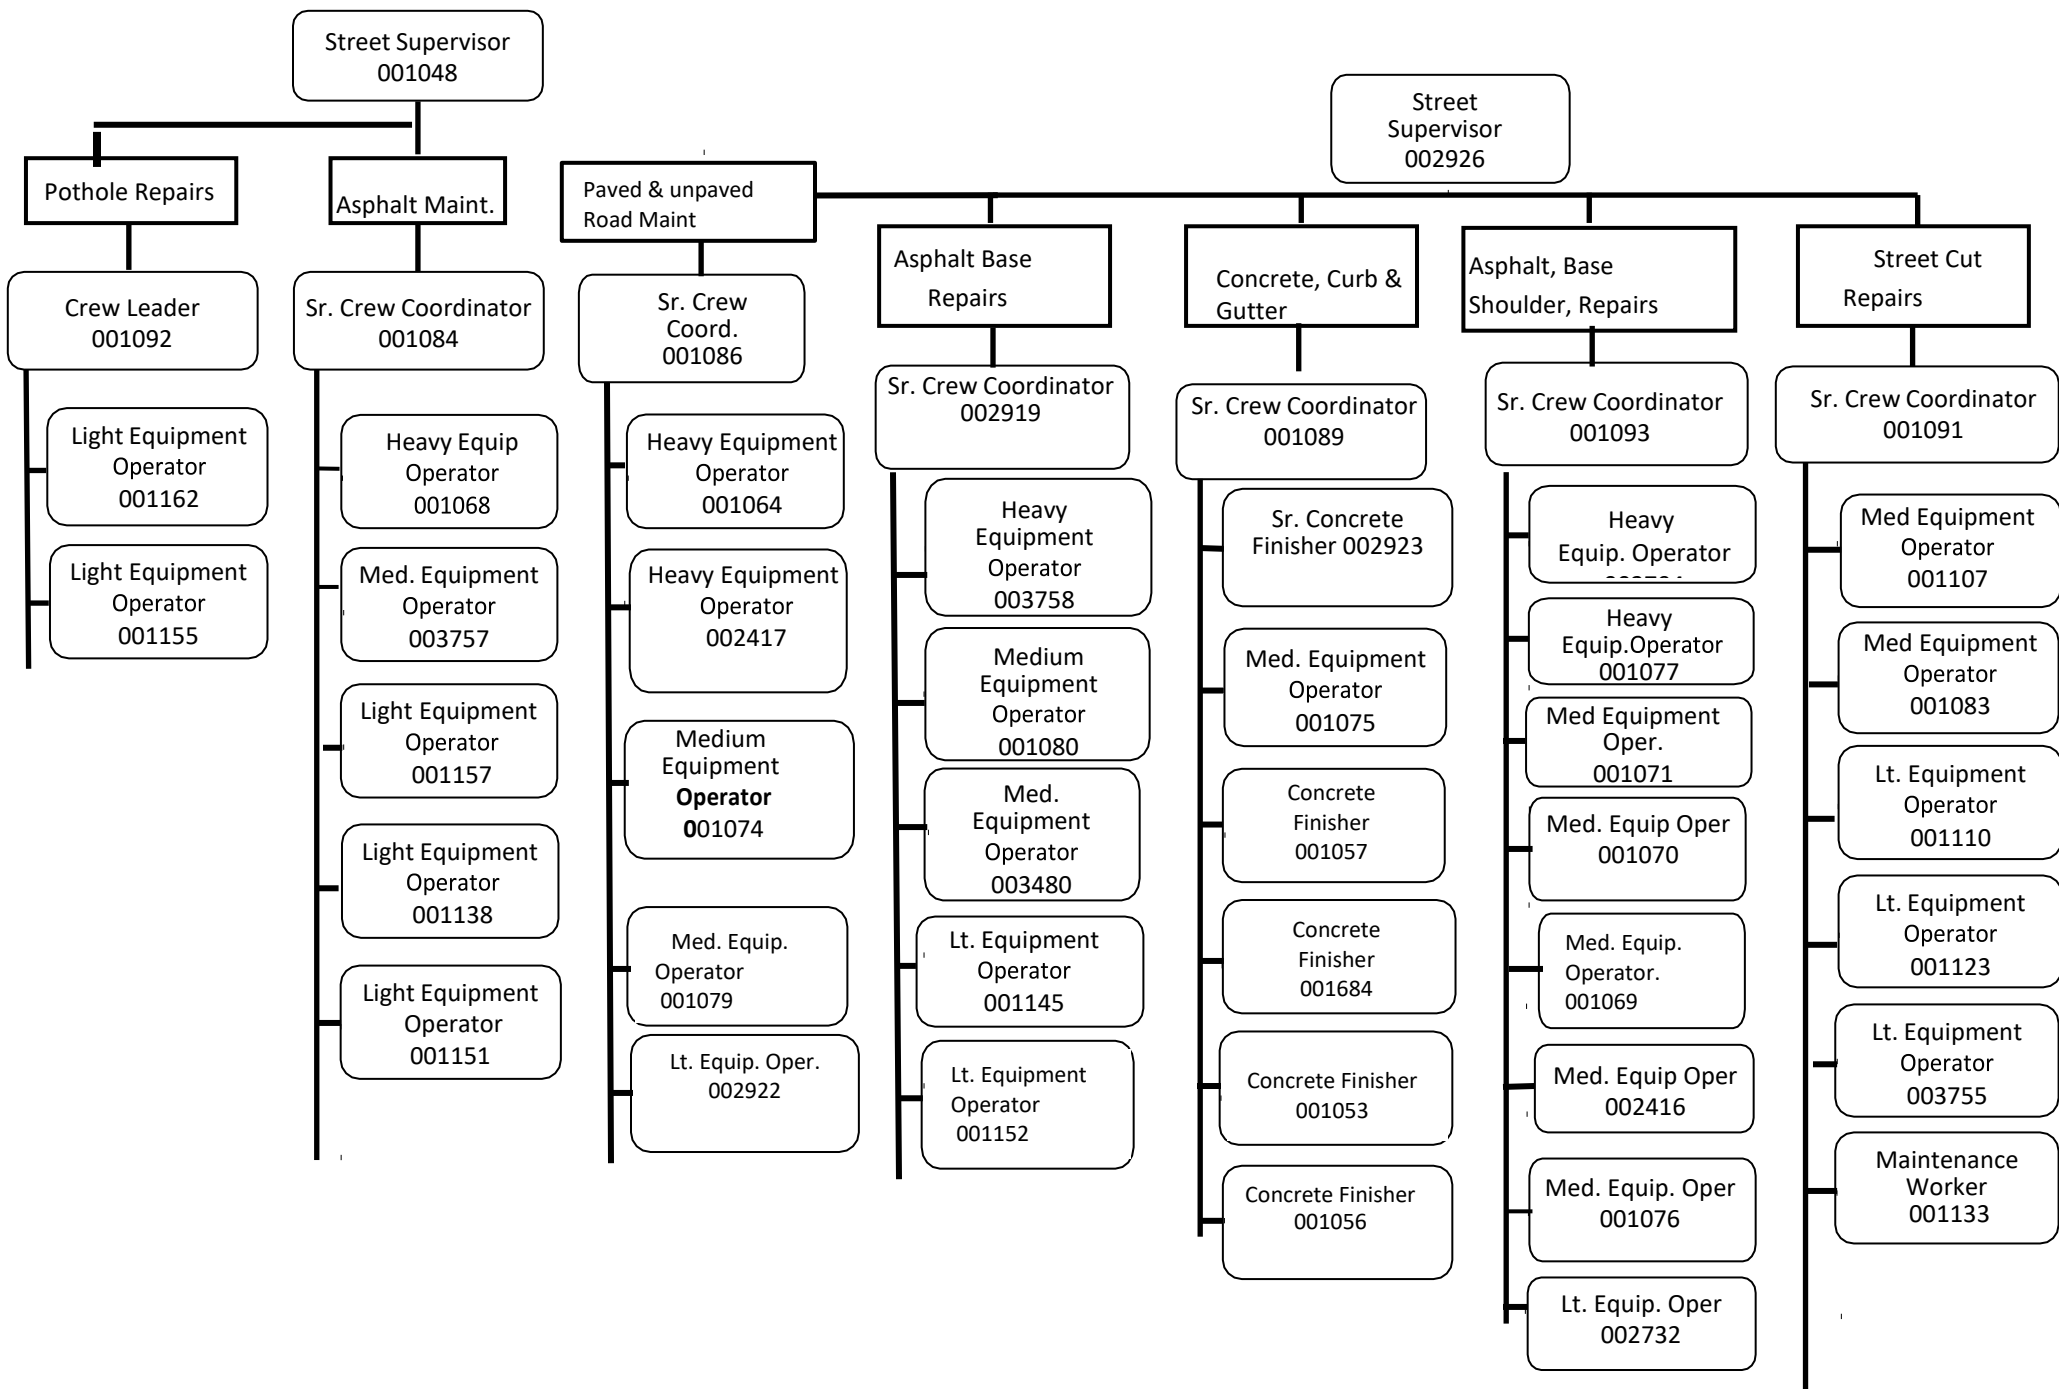 Street Supervisor
001048
Street
Supervisor
002926
Pothole Repairs
Asphalt Maint.
Paved & unpaved
Road Maint
Asphalt Base
Repairs
Concrete, Curb &
Gutter
Asphalt, Base
Shoulder, Repairs
Street Cut
Repairs
Crew Leader
001092
Light Equipment
Operator
001162
Light Equipment
Operator
001155
Sr. Crew Coordinator
001084
Heavy Equip
Operator
001068
Med. Equipment
Operator
003757
Light Equipment
Operator
001157
Light Equipment
Operator
001138
Light Equipment
Operator
001151
Sr. Crew
Coord.
001086
Heavy Equipment
Operator
001064
Heavy Equipment
Operator
002417
Medium
Equipment
Operator
001074
Med. Equip.
Operator
001079
Lt. Equip. Oper.
002922
Sr. Crew Coordinator
002919
Heavy
Equipment
Operator
003758
Medium
Equipment
Operator
001080
Med.
Equipment
Operator
003480
Lt. Equipment
Operator
001145
Lt. Equipment
Operator
001152
Sr. Crew Coordinator
001089
Sr. Concrete
Finisher 002923
Med. Equipment
Operator
001075
Concrete
Finisher
001057
Concrete
Finisher
001684
Concrete Finisher
001053
Concrete Finisher
001056
Sr. Crew Coordinator
001093
Heavy
Equip. Operator
Heavy
Equip.Operator
001077
Med Equipment
Oper.
001071
Med. Equip Oper
001070
Med. Equip.
Operator.
001069
Med. Equip Oper
002416
Med. Equip. Oper
001076
Lt. Equip. Oper
002732
Sr. Crew Coordinator
001091
Med Equipment
Operator
001107
Med Equipment
Operator
001083
Lt. Equipment
Operator
001110
Lt. Equipment
Operator
001123
Lt. Equipment
Operator
003755
Maintenance
Worker
001133